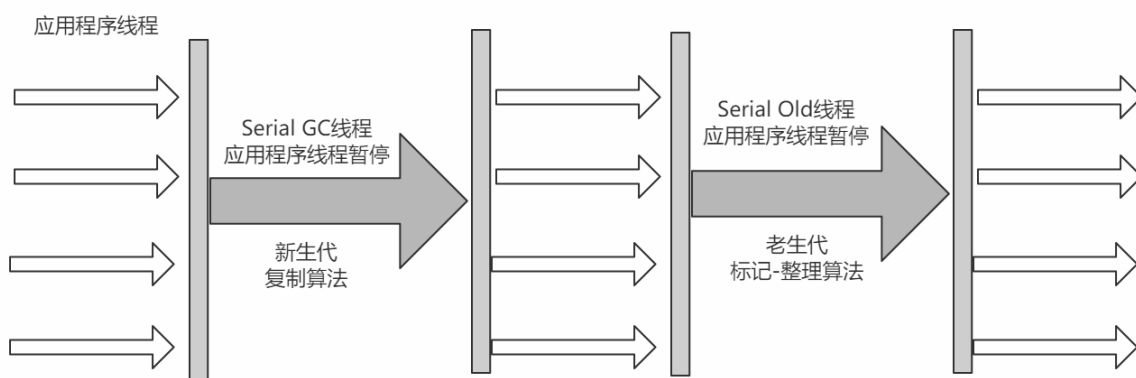 应用程序线程
Serial GC线程
应用程序线程暂停
新生代
复制算法
Serial Old线程
应用程序线程暂停
老生代
标记-整理算法